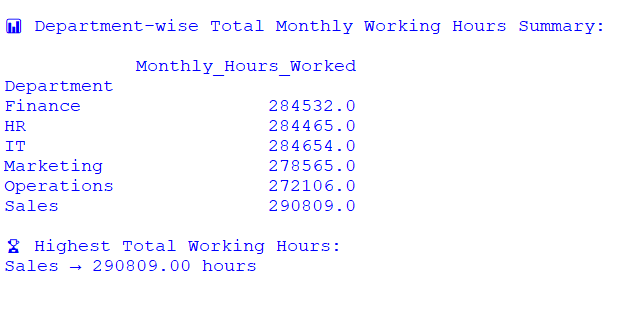 📊 Department-wise Total Monthly Working Hours Summary:
Monthly_Hours_Worked
Department
Finance 284532.0
HR 284465.0
IT 284654.0
Marketing 278565.0
Operations 272106.0
Sales 290809.0
🏆 Highest Total Working Hours:
Sales → 290809.00 hours